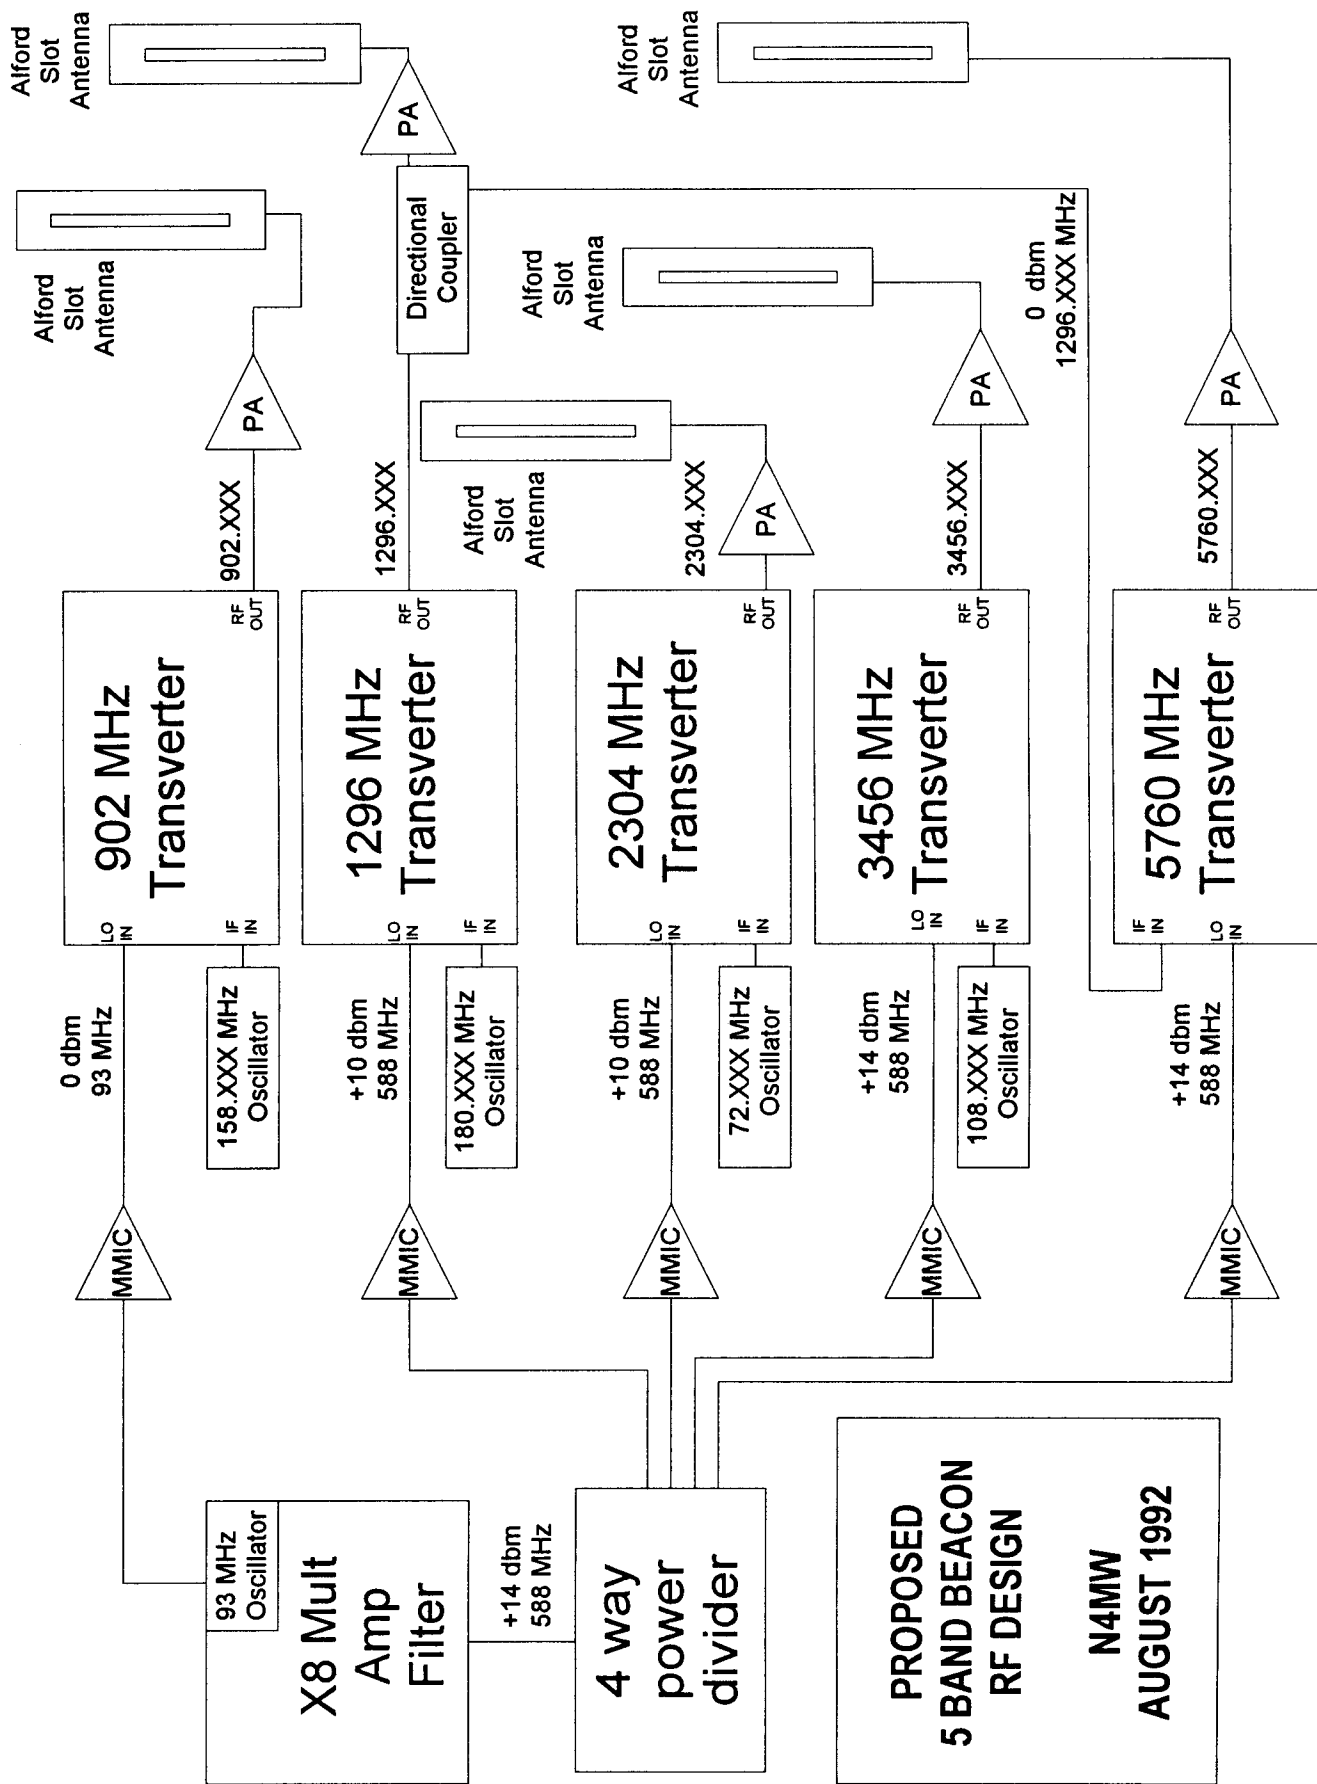 93 MHz
Oscillator
X8 Mult
Amp
Filter
+14 dbm
588 MHz
4 way
power
divider
PROPOSED
5 BAND BEACON
RF DESIGN
N4MW
AUGUST 1992
MMIC
0 dbm
93 MHz
158.XXX MHz
Oscillator
LO
IN
IF
IN
902 MHz
Transverter
RF
OUT
902.XXX
PA
Alford
Slot
Antenna
MMIC
+10 dbm
588 MHz
180.XXX MHz
Oscillator
LO
IN
IF
IN
1296 MHz
Transverter
RF
OUT
1296.XXX
Directional
Coupler
PA
Alford
Slot
Antenna
MMIC
+10 dbm
588 MHz
72.XXX MHz
Oscillator
LO
IN
IF
IN
2304 MHz
Transverter
RF
OUT
2304.XXX
PA
Alford
Slot
Antenna
MMIC
+14 dbm
588 MHz
108.XXX MHz
Oscillator
LO
IN
IF
IN
3456 MHz
Transverter
RF
OUT
3456.XXX
PA
Alford
Slot
Antenna
0 dbm
1296.XXX MHz
MMIC
+14 dbm
588 MHz
IF
IN
LO
IN
5760 MHz
Transverter
RF
OUT
5760.XXX
PA
Alford
Slot
Antenna